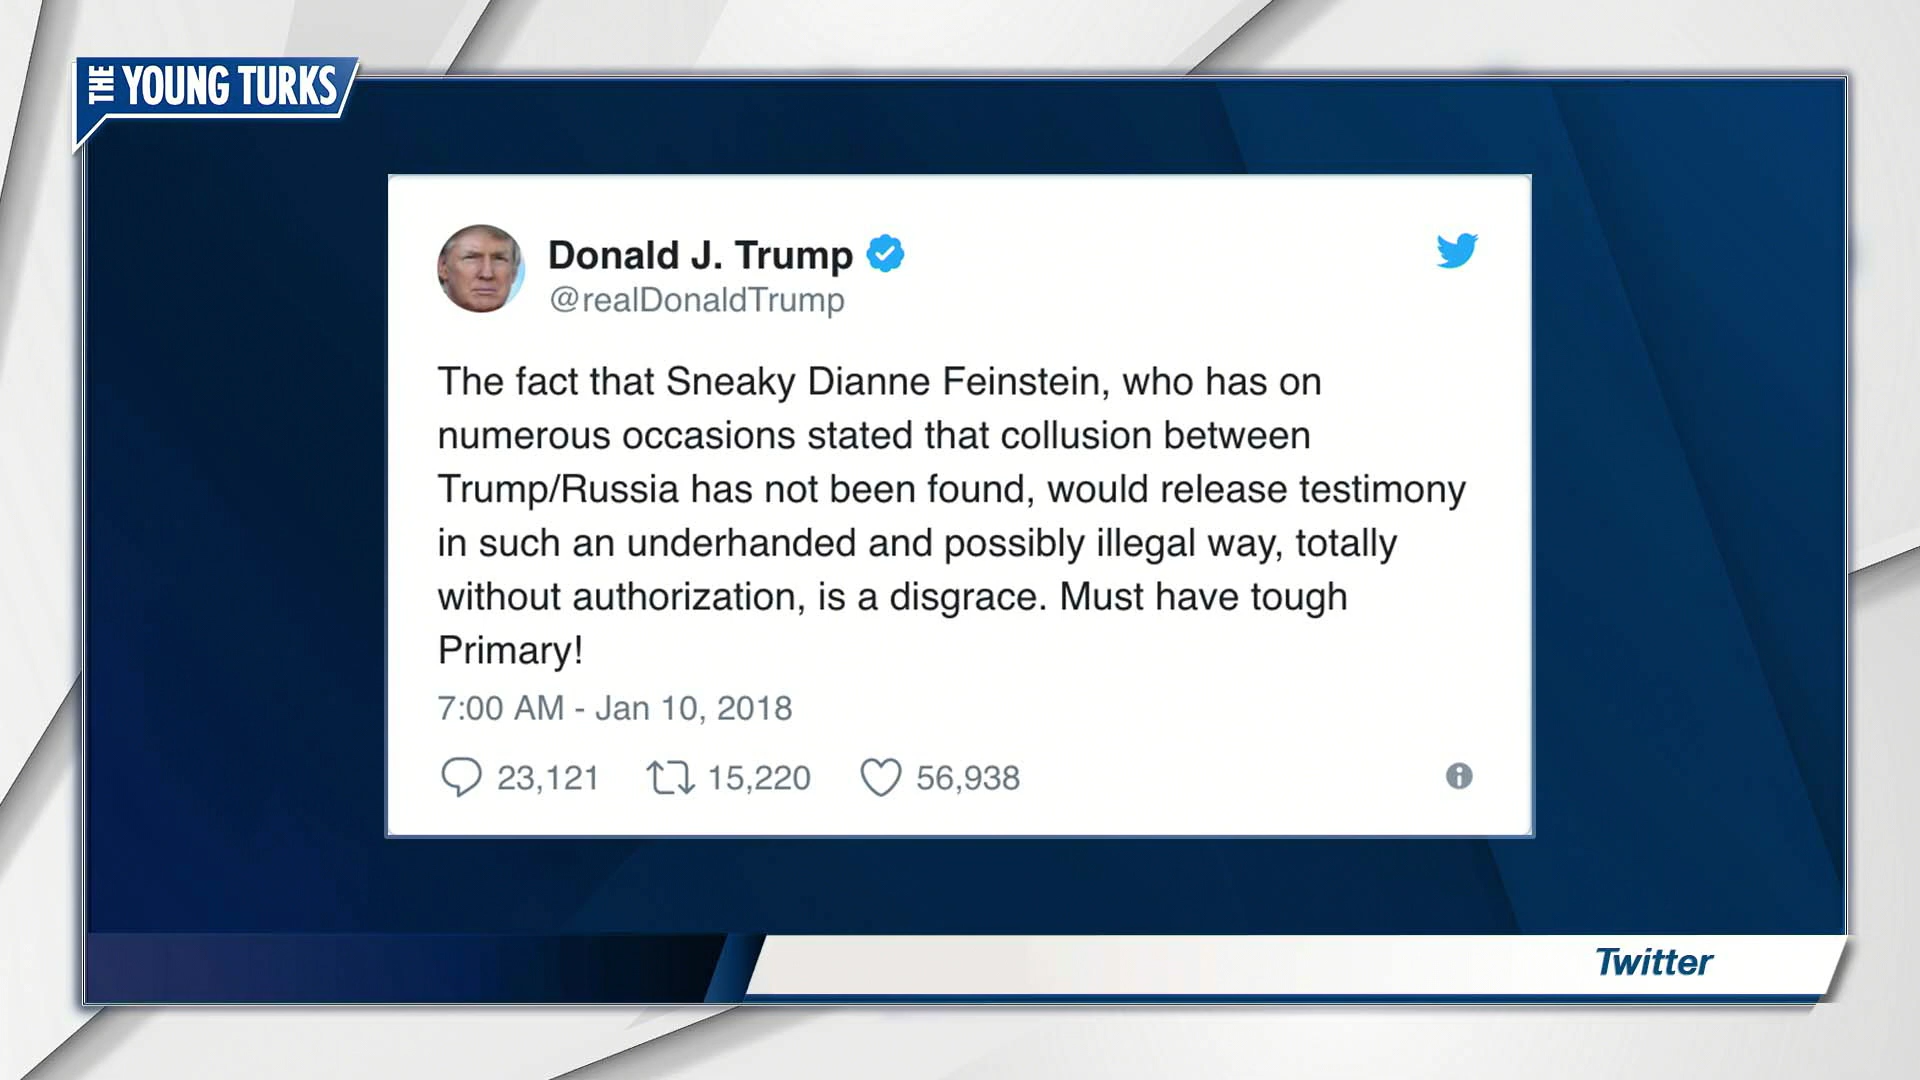 THE YOUNG TURKS
Donald J. Trump
@realDonaldTrump
The fact that Sneaky Dianne Feinstein, who has on
numerous occasions stated that collusion between
Trump/Russia has not been found, would release testimony
in such an underhanded and possibly illegal way, totally
without authorization, is a disgrace. Must have tough
Primary!
7:00 AM - Jan 10, 2018
23,121 15,220 56,938
Twitter